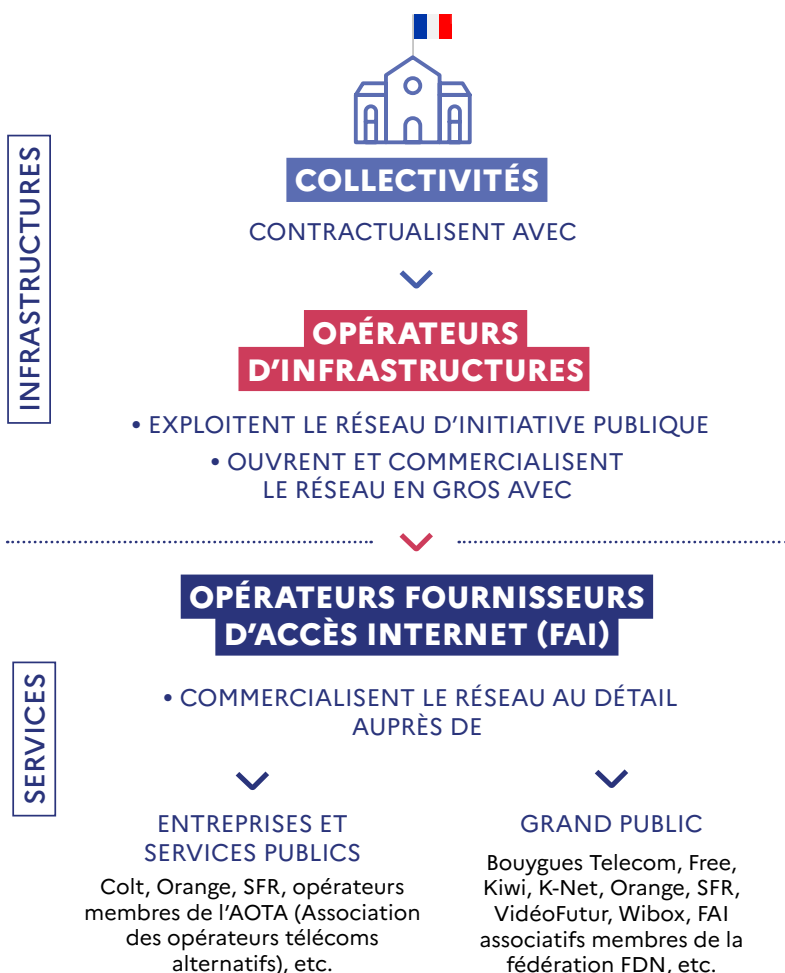 INFRASTRUCTURES
COLLECTIVITÉS
CONTRACTUALISENT AVEC
OPÉRATEURS
D'INFRASTRUCTURES
• EXPLOITENT LE RÉSEAU D'INITIATIVE PUBLIQUE
• OUVRENT ET COMMERCIALISENT
LE RÉSEAU EN GROS AVEC
SERVICES
OPÉRATEURS FOURNISSEURS
D'ACCÈS INTERNET (FAI)
• COMMERCIALISENT LE RÉSEAU AU DÉTAIL
AUPRÈS DE
ENTREPRISES ET
SERVICES PUBLICS
Colt, Orange, SFR, opérateurs
membres de l'AOTA (Association
des opérateurs télécoms
alternatifs), etc.
GRAND PUBLIC
Bouygues Telecom, Free,
Kiwi, K-Net, Orange, SFR,
VidéoFutur, Wibox, FAI
associatifs membres de la
fédération FDN, etc.